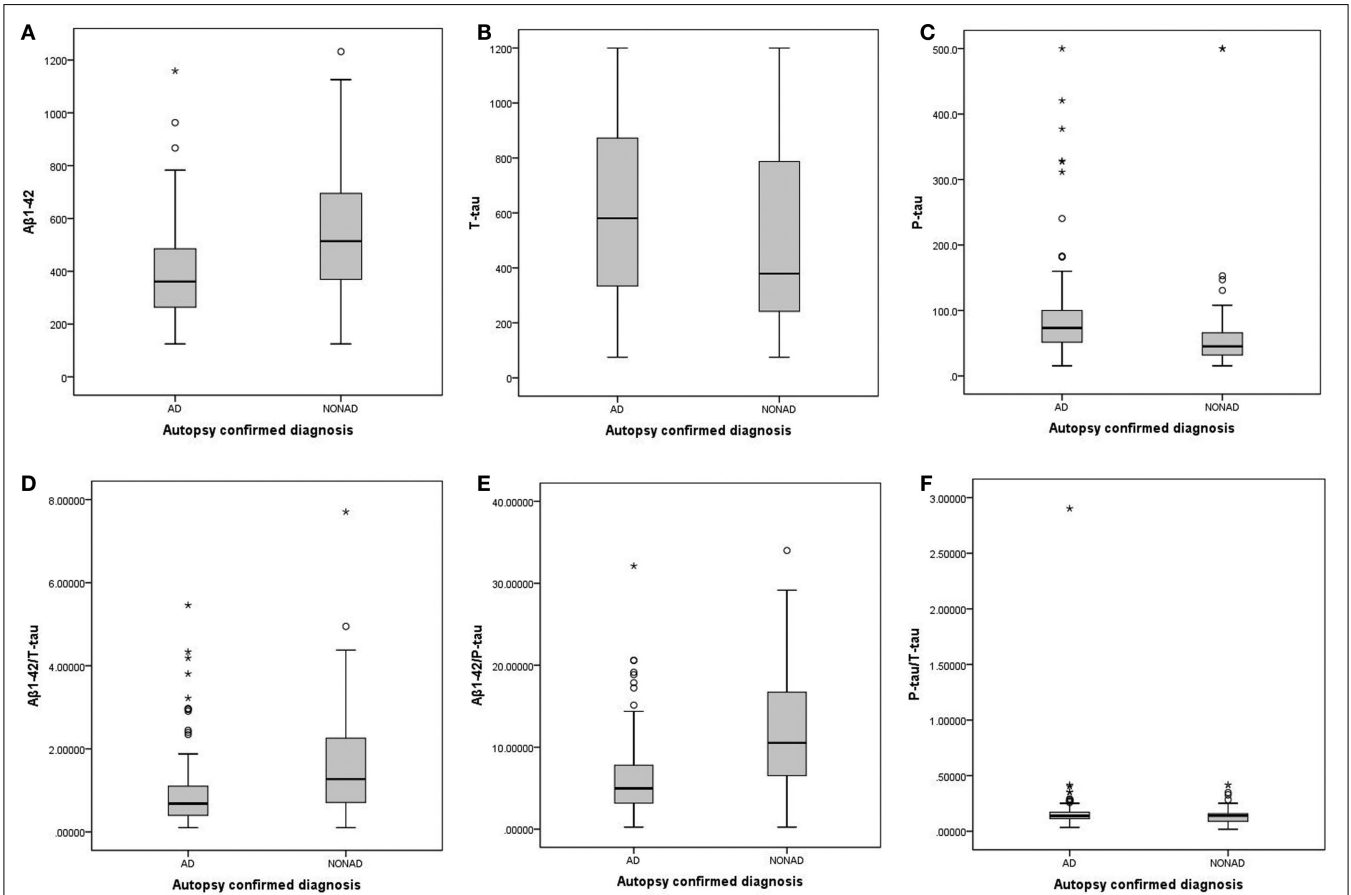 A
Aβ1-42
1200
1000
800
600
400
200
0
AD
NONAD
Autopsy confirmed diagnosis
B
T-tau
1200
1000
800
600
400
200
0
AD
NONAD
Autopsy confirmed diagnosis
C
P-tau
500.0
400.0
300.0
200.0
100.0
.0
AD
NONAD
Autopsy confirmed diagnosis
D
Aβ1-42/T-tau
8.00000
6.00000
4.00000
2.00000
.00000
AD
NONAD
Autopsy confirmed diagnosis
E
Aβ1-42/P-tau
40.00000
30.00000
20.00000
10.00000
.00000
AD
NONAD
Autopsy confirmed diagnosis
F
P-tau/T-tau
3.00000
2.50000
2.00000
1.50000
1.00000
.50000
.00000
AD
NONAD
Autopsy confirmed diagnosis